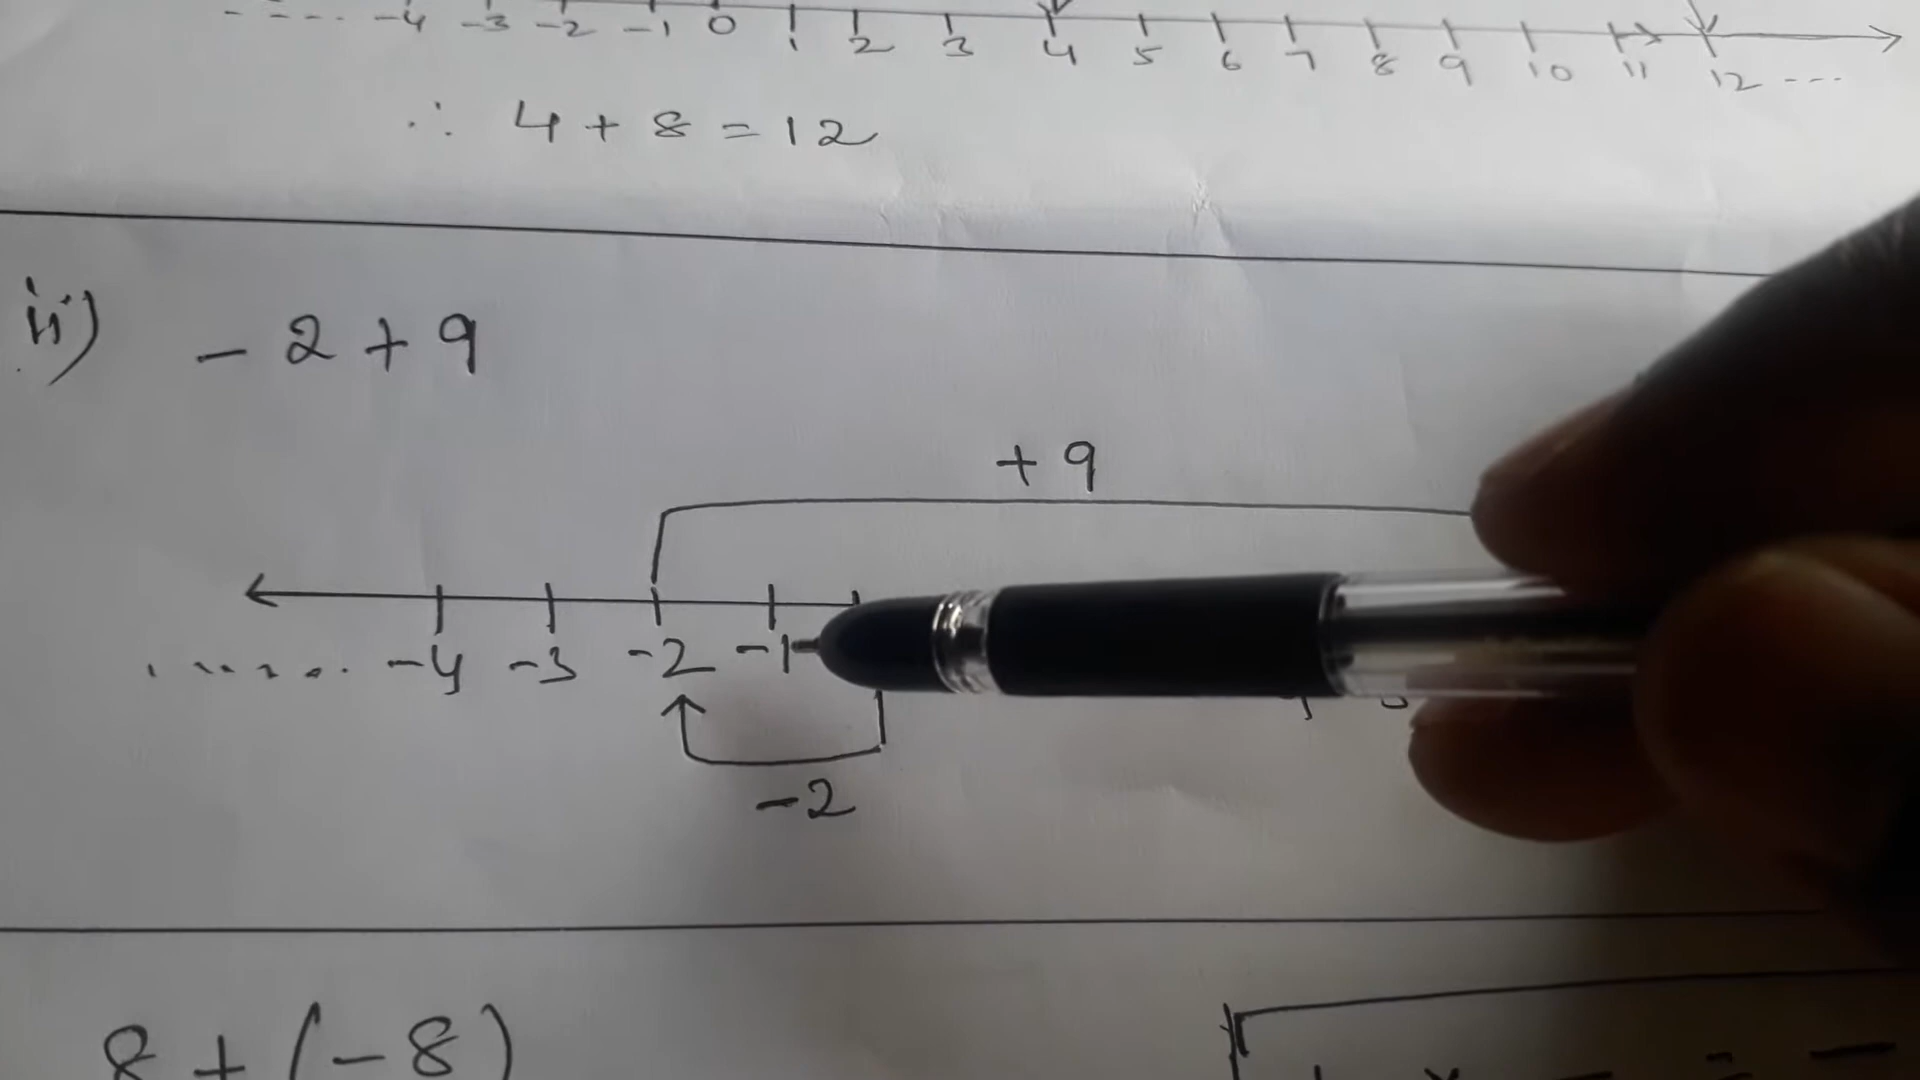 ---- -4 -3 -2 -1 0 1 2 3 4 5 6 7 8 9 10 11 12 ---
∴ 4 + 8 = 12
ii) - 2 + 9
+ 9
...... -4 -3 -2 -1
-2
8 + (-8)